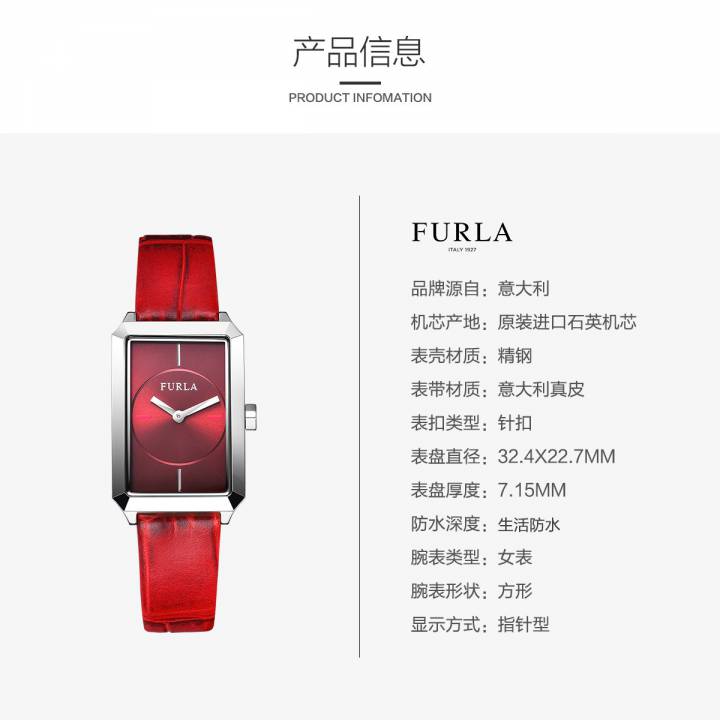 产品信息
PRODUCT INFOMATION
FURLA
FURLA
ITALY 1927
品牌源自：意大利
机芯产地：原装进口石英机芯
表壳材质：精钢
表带材质：意大利真皮
表扣类型：针扣
表盘直径：32.4X22.7MM
表盘厚度：7.15MM
防水深度：生活防水
腕表类型：女表
腕表形状：方形
显示方式：指针型